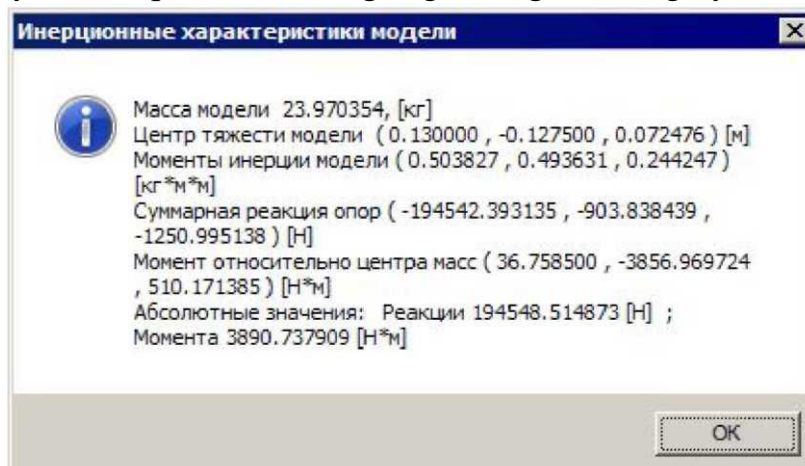 Инерционные характеристики модели
Масса модели 23.970354, [кг]
Центр тяжести модели ( 0.130000 , -0.127500 , 0.072476 ) [м]
Моменты инерции модели ( 0.503827 , 0.493631 , 0.244247 )
[кг*м*м]
Суммарная реакция опор ( -194542.393135 , -903.838439 ,
-1250.995138 ) [Н]
Момент относительно центра масс ( 36.758500 , -3856.969724
, 510.171385 ) [Н*м]
Абсолютные значения: Реакции 194548.514873 [Н] ;
Момента 3890.737909 [Н*м]
ОК